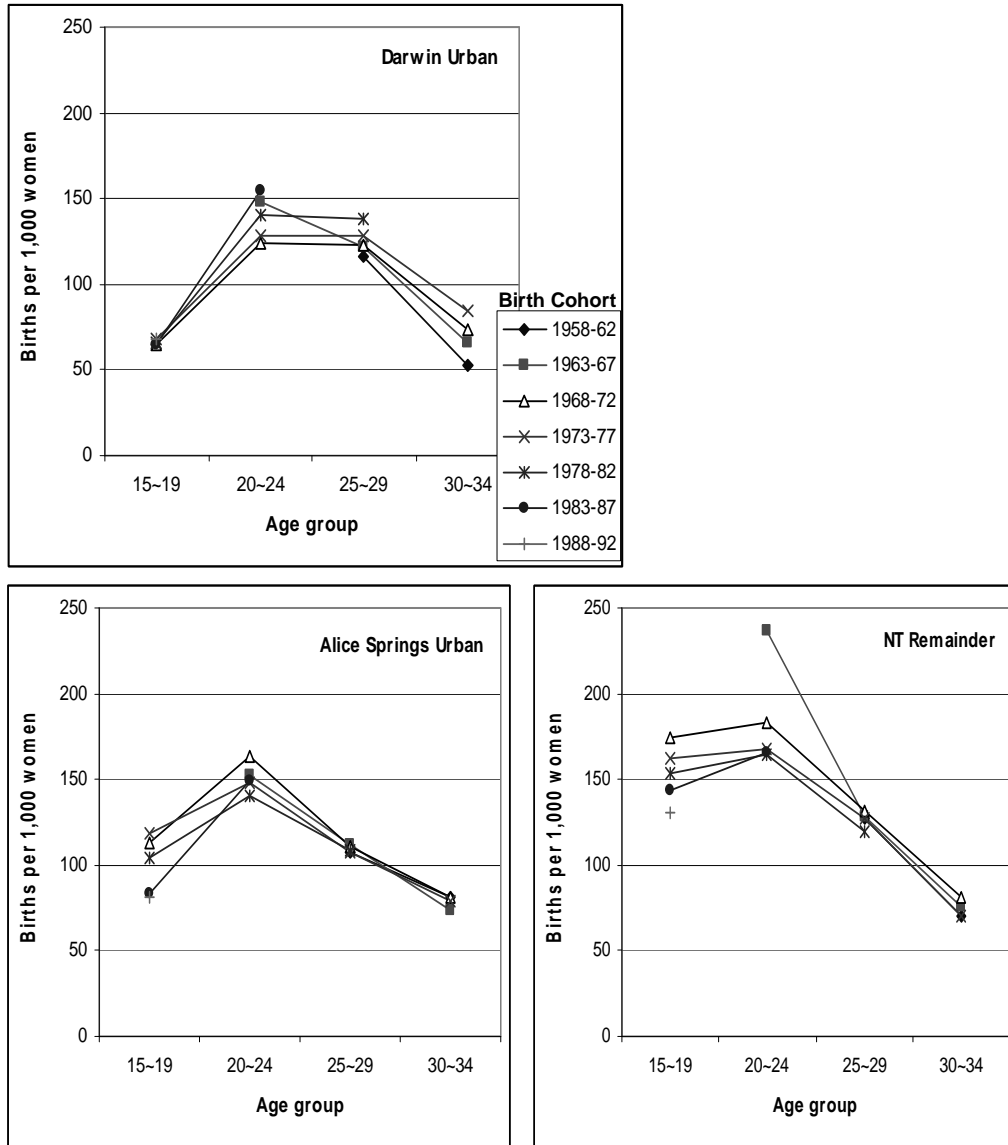 Darwin Urban
Births per 1,000 women
250
200
150
100
50
0
15~19 20~24 25~29 30~34
Age group
Birth Cohort
1958-62
1963-67
1968-72
1973-77
1978-82
1983-87
1988-92
Alice Springs Urban
Births per 1,000 women
250
200
150
100
50
0
15~19 20~24 25~29 30~34
Age group
NT Remainder
Births per 1,000 women
250
200
150
100
50
0
15~19 20~24 25~29 30~34
Age group